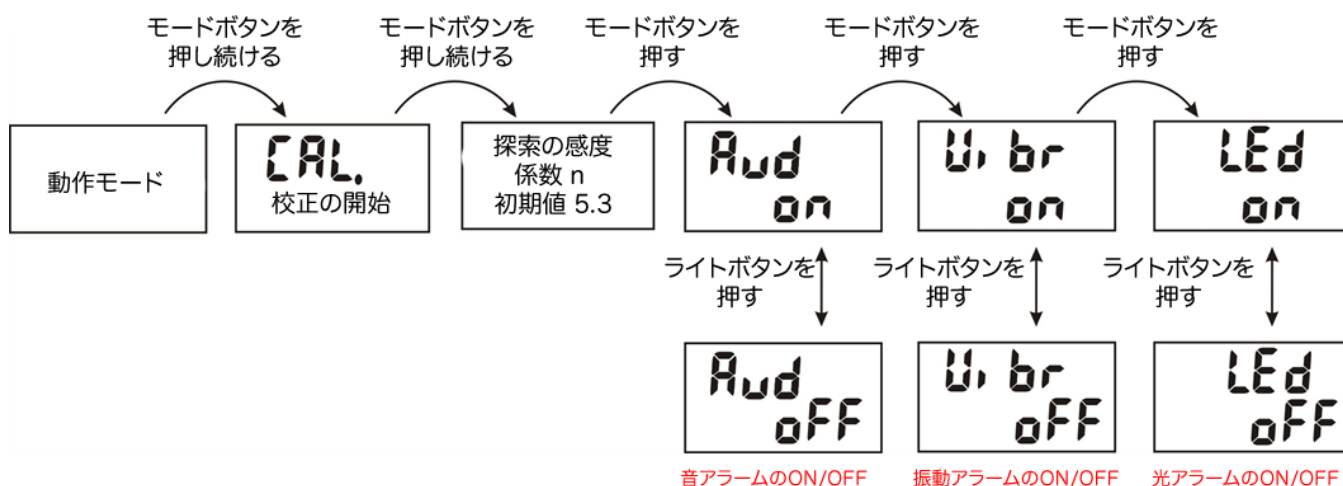 モードボタンを
押し続ける
モードボタンを
押し続ける
モードボタンを
押す
モードボタンを
押す
モードボタンを
押す
動作モード
CAL.
校正の開始
探索の感度
係数 n
初期値 5.3
Aud
on
Vibr
on
LEd
on
ライトボタンを
押す
ライトボタンを
押す
ライトボタンを
押す
Aud
oFF
Vibr
oFF
LEd
oFF
音アラームのON/OFF
振動アラームのON/OFF
光アラームのON/OFF